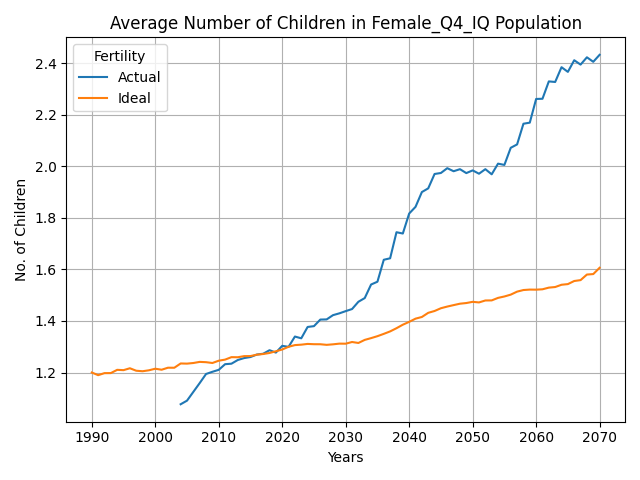 Average Number of Children in Female_Q4_IQ Population
Fertility
Actual
Ideal
No. of Children
2.4
2.2
2.0
1.8
1.6
1.4
1.2
1990 2000 2010 2020 2030 2040 2050 2060 2070
Years